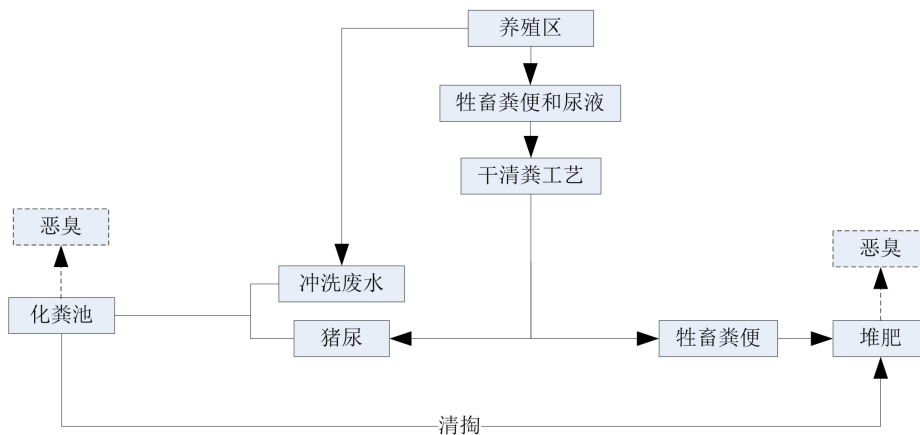 养殖区
牲畜粪便和尿液
干清粪工艺
恶臭
恶臭
冲洗废水
化粪池
猪尿
牲畜粪便
堆肥
清掏